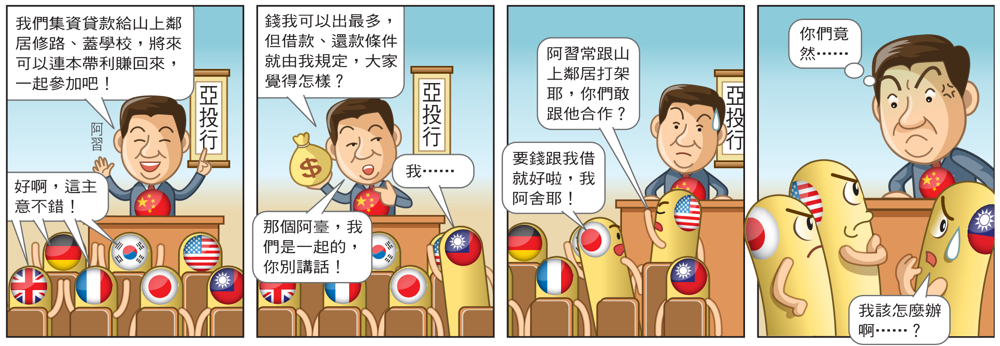 我們集資貸款給山上鄰
居修路、蓋學校，將來
可以連本帶利賺回來，
一起參加吧！
亞投行
阿習
好啊，這主
意不錯！
錢我可以出最多，
但借款、還款條件
就由我規定，大家
覺得怎樣？
亞投行
$
我……
那個阿臺，我
們是一起的，
你別講話！
阿習常跟山
上鄰居打架
耶，你們敢
跟他合作？
亞投行
要錢跟我借
就好啦，我
阿舍耶！
你們竟
然……
我該怎麼辦
啊……？